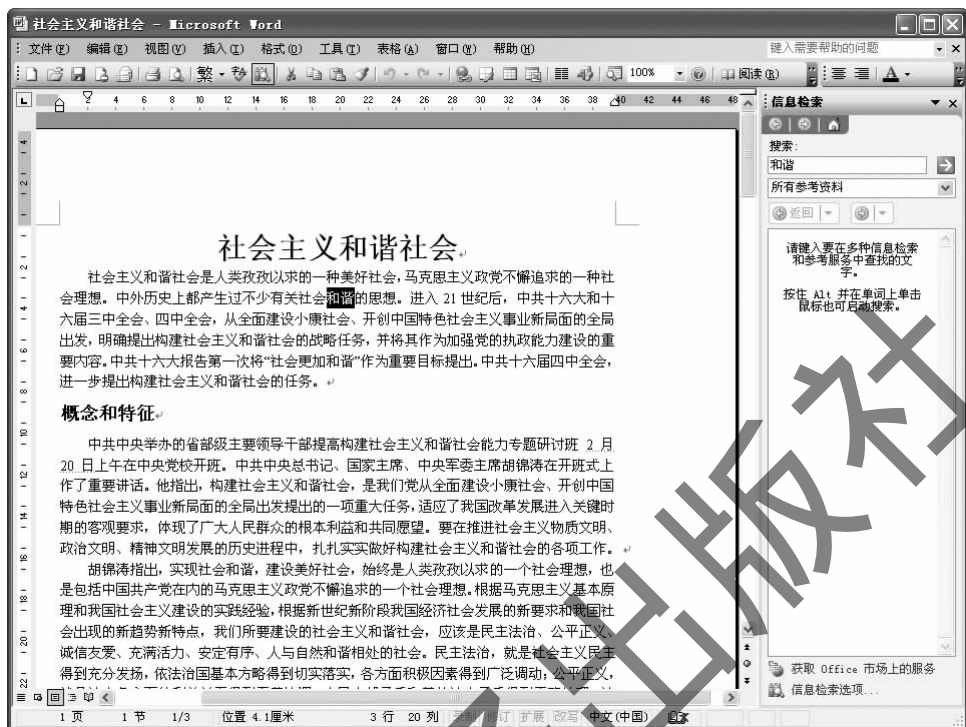 社会主义和谐社会 - Microsoft Word
文件(F) 编辑(E) 视图(V) 插入(I) 格式(O) 工具(T) 表格(A) 窗口(W) 帮助(H) 键入需要帮助的问题
繁 100% 阅读(R) A
4 6 8 10 12 14 16 18 20 22 24 26 28 30 32 34 36 38 40 42 44 46 48
信息检索
搜索:
和谐
所有参考资料
返回
请键入要在多种信息检索
和参考服务中查找的文
字。
按住 Alt 并在单词上单击
鼠标也可启动搜索。
获取 Office 市场上的服务
信息检索选项...
社会主义和谐社会
社会主义和谐社会是人类孜孜以求的一种美好社会,马克思主义政党不懈追求的一种社
会理想。中外历史上都产生过不少有关社会和谐的思想。进入 21 世纪后,中共十六大和十
六届三中全会、四中全会,从全面建设小康社会、开创中国特色社会主义事业新局面的全局
出发,明确提出构建社会主义和谐社会的战略任务,并将其作为加强党的执政能力建设的重
要内容。中共十六大报告第一次将“社会更加和谐”作为重要目标提出。中共十六届四中全会,
进一步提出构建社会主义和谐社会的任务。
概念和特征
中共中央举办的省部级主要领导干部提高构建社会主义和谐社会能力专题研讨班 2 月
20 日上午在中央党校开班。中共中央总书记、国家主席、中央军委主席胡锦涛在开班式上
作了重要讲话。他指出,构建社会主义和谐社会,是我们党从全面建设小康社会、开创中国
特色社会主义事业新局面的全局出发提出的一项重大任务,适应了我国改革发展进入关键时
期的客观要求,体现了广大人民群众的根本利益和共同愿望。要在推进社会主义物质文明、
政治文明、精神文明发展的历史进程中,扎扎实实做好构建社会主义和谐社会的各项工作。
胡锦涛指出,实现社会和谐,建设美好社会,始终是人类孜孜以求的一个社会理想,也
是包括中国共产党在内的马克思主义政党不懈追求的一个社会理想。根据马克思主义基本原
理和我国社会主义建设的实践经验,根据新世纪新阶段我国经济社会发展的新要求和我国社
会出现的新趋势新特点,我们所要建设的社会主义和谐社会,应该是民主法治、公平正义、
诚信友爱、充满活力、安定有序、人与自然和谐相处的社会。民主法治,就是社会主义民主
得到充分发扬,依法治国基本方略得到切实落实,各方面积极因素得到广泛调动;公平正义,
1 页 1 节 1/3 位置 4.1厘米 3 行 20 列 录制 修订 扩展 改写 中文(中国)
出版社